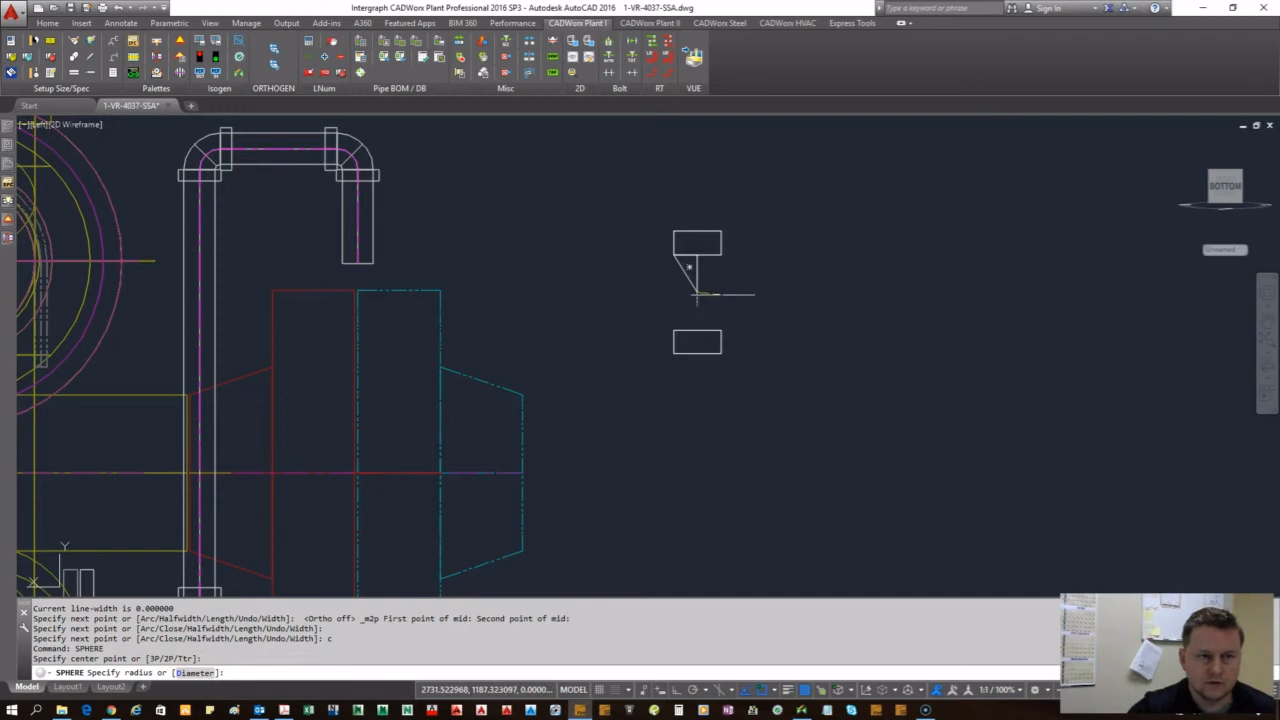 Intergraph CADWorx Plant Professional 2016 SP3 - Autodesk AutoCAD 2016   1-VR-4037-SSA.dwg
Type a keyword or phrase
Sign In
Home Insert Annotate Parametric View Manage Output Add-ins A360 Featured Apps BIM 360 Performance CADWorx Plant I CADWorx Plant II CADWorx Steel CADWorx HVAC Express Tools
Setup Size/Spec Palettes Isogen ORTHOGEN LNum Pipe BOM / DB Misc 2D Bolt RT VUE
Start 1-VR-4037-SSA*
[-][Left][2D Wireframe]
BOTTOM
Unnamed
Y
X
Current line-width is 0.000000
Specify next point or [Arc/Halfwidth/Length/Undo/Width]:  <Ortho off> _m2p First point of mid: Second point of mid:
Specify next point or [Arc/Close/Halfwidth/Length/Undo/Width]:
Specify next point or [Arc/Close/Halfwidth/Length/Undo/Width]: c
Command: SPHERE
Specify center point or [3P/2P/Ttr]:
SPHERE Specify radius or [Diameter]:
Model Layout1 Layout2 +
2731.522968, 1187.323097, 0.0000... MODEL 1:1 / 100%